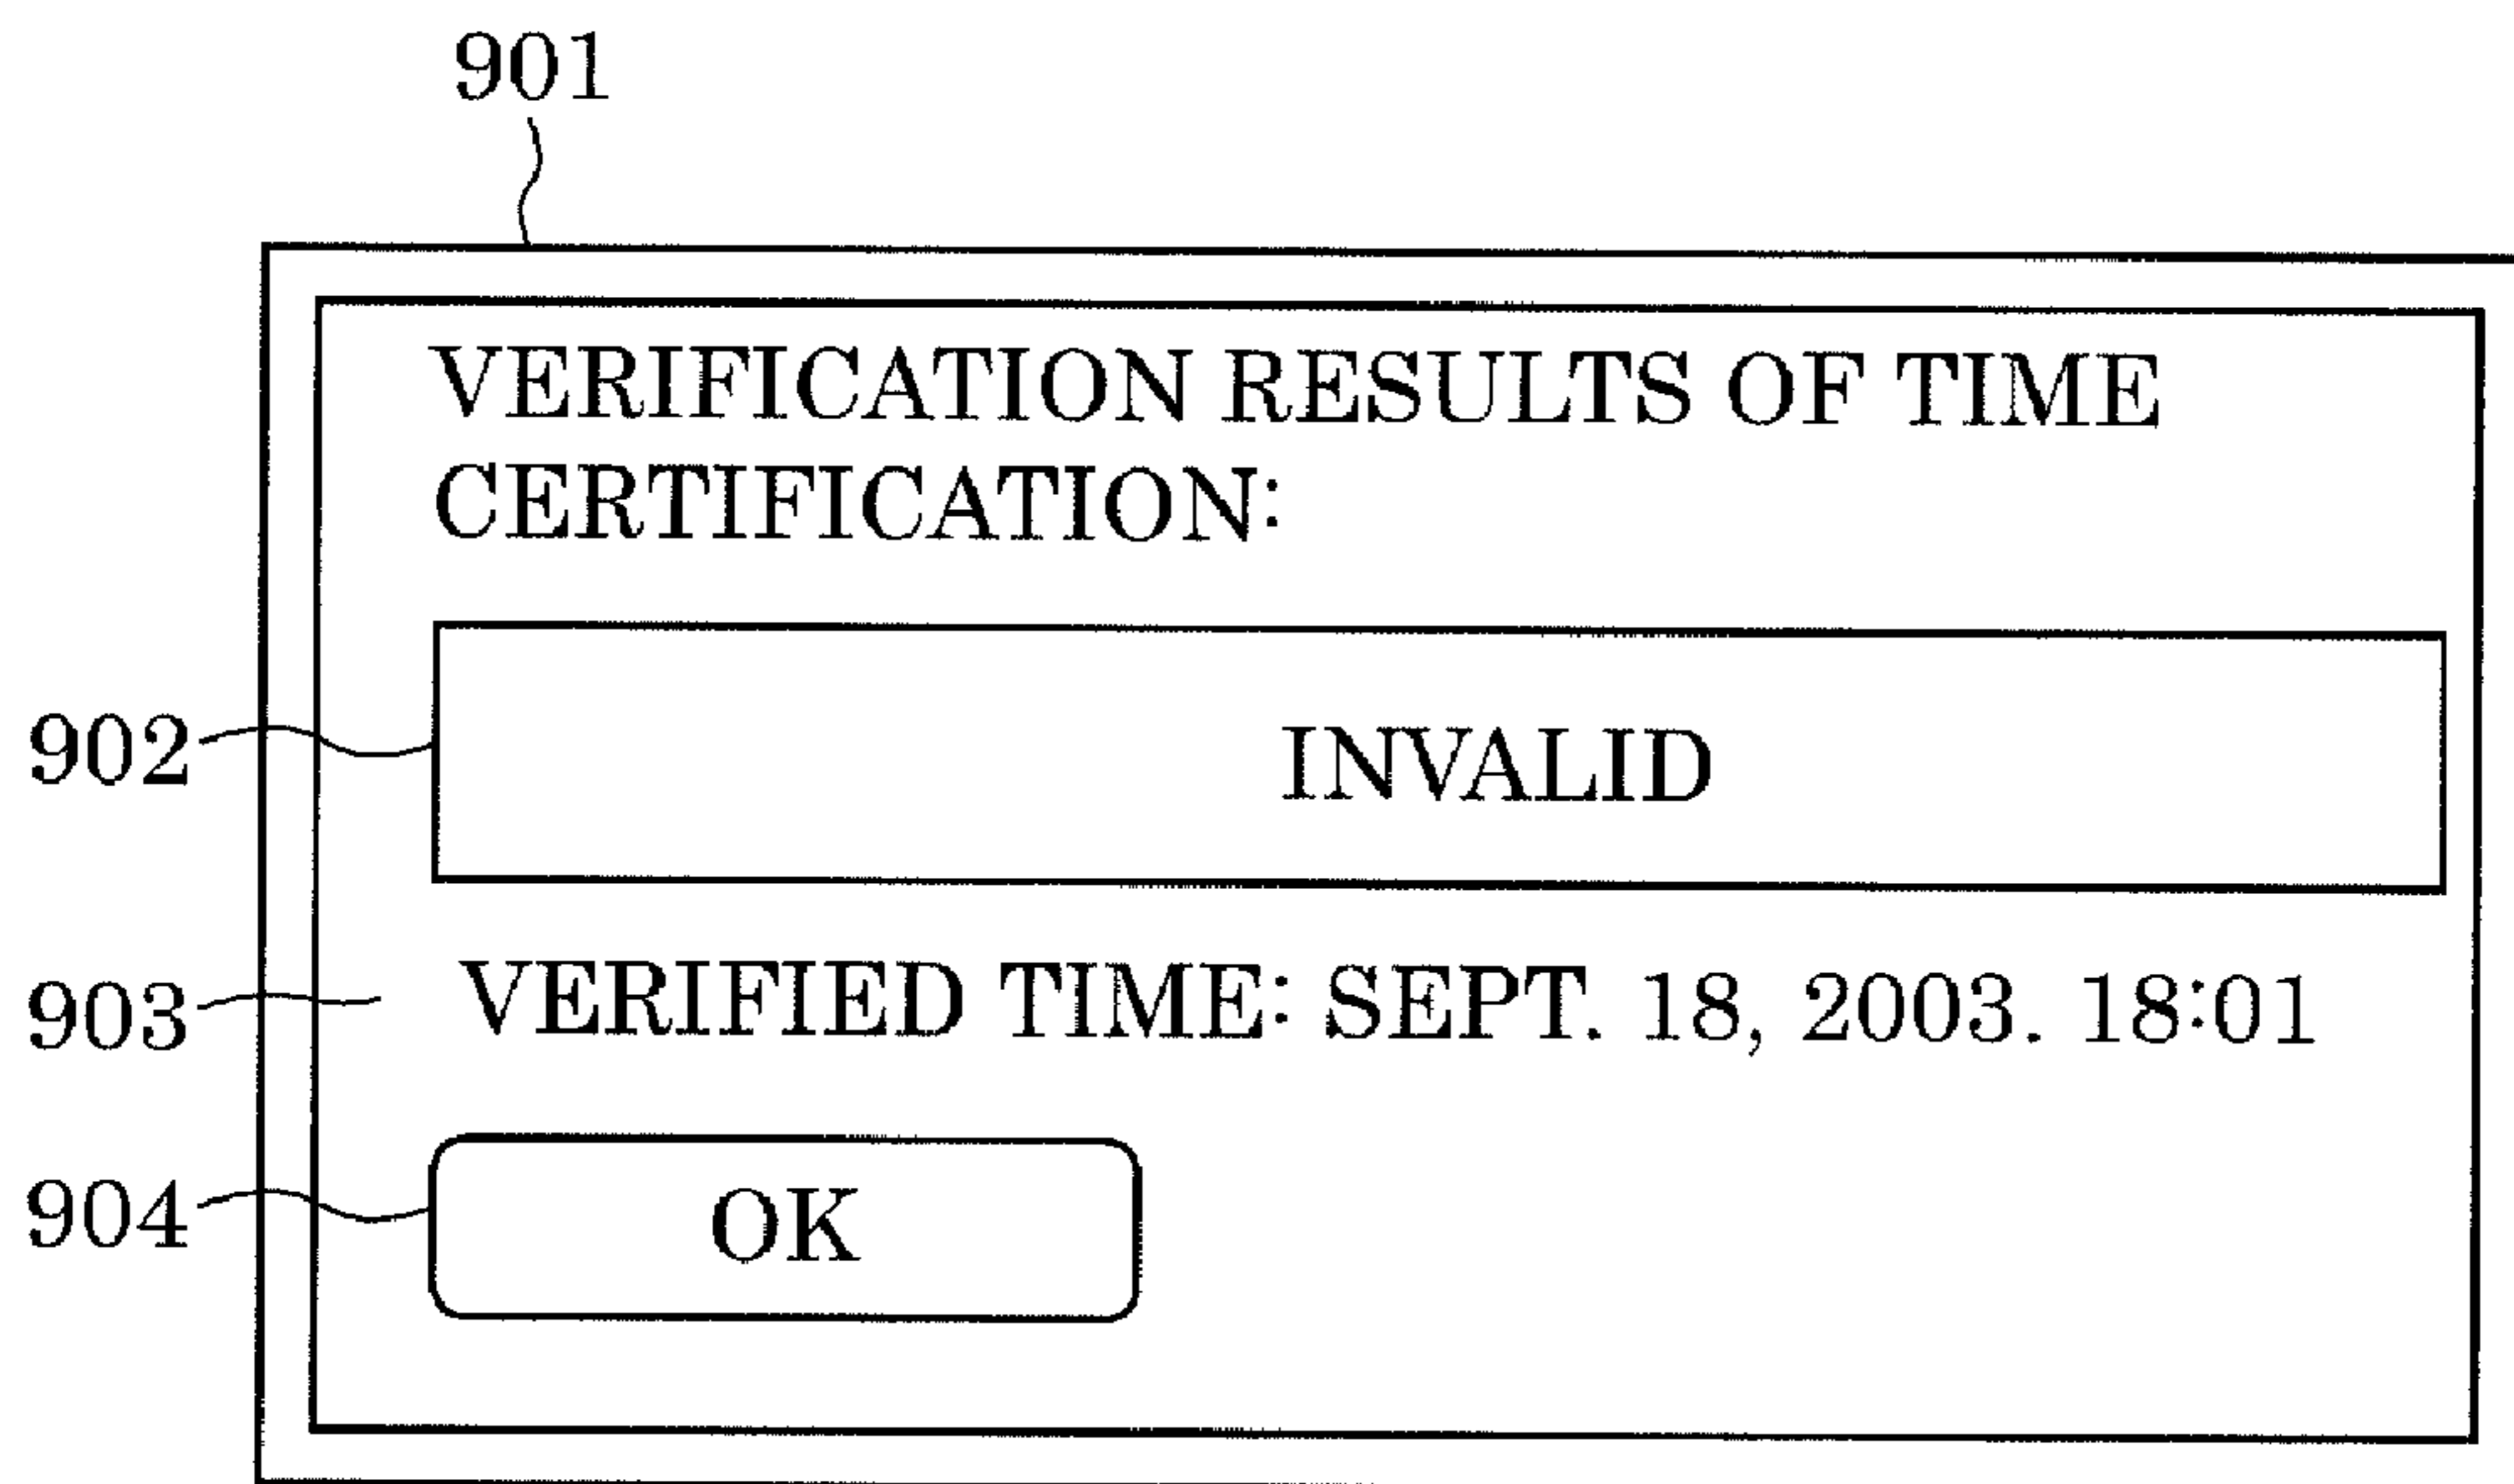 901
VERIFICATION RESULTS OF TIME
CERTIFICATION:
902
INVALID
903
VERIFIED TIME: SEPT. 18, 2003. 18:01
904
OK